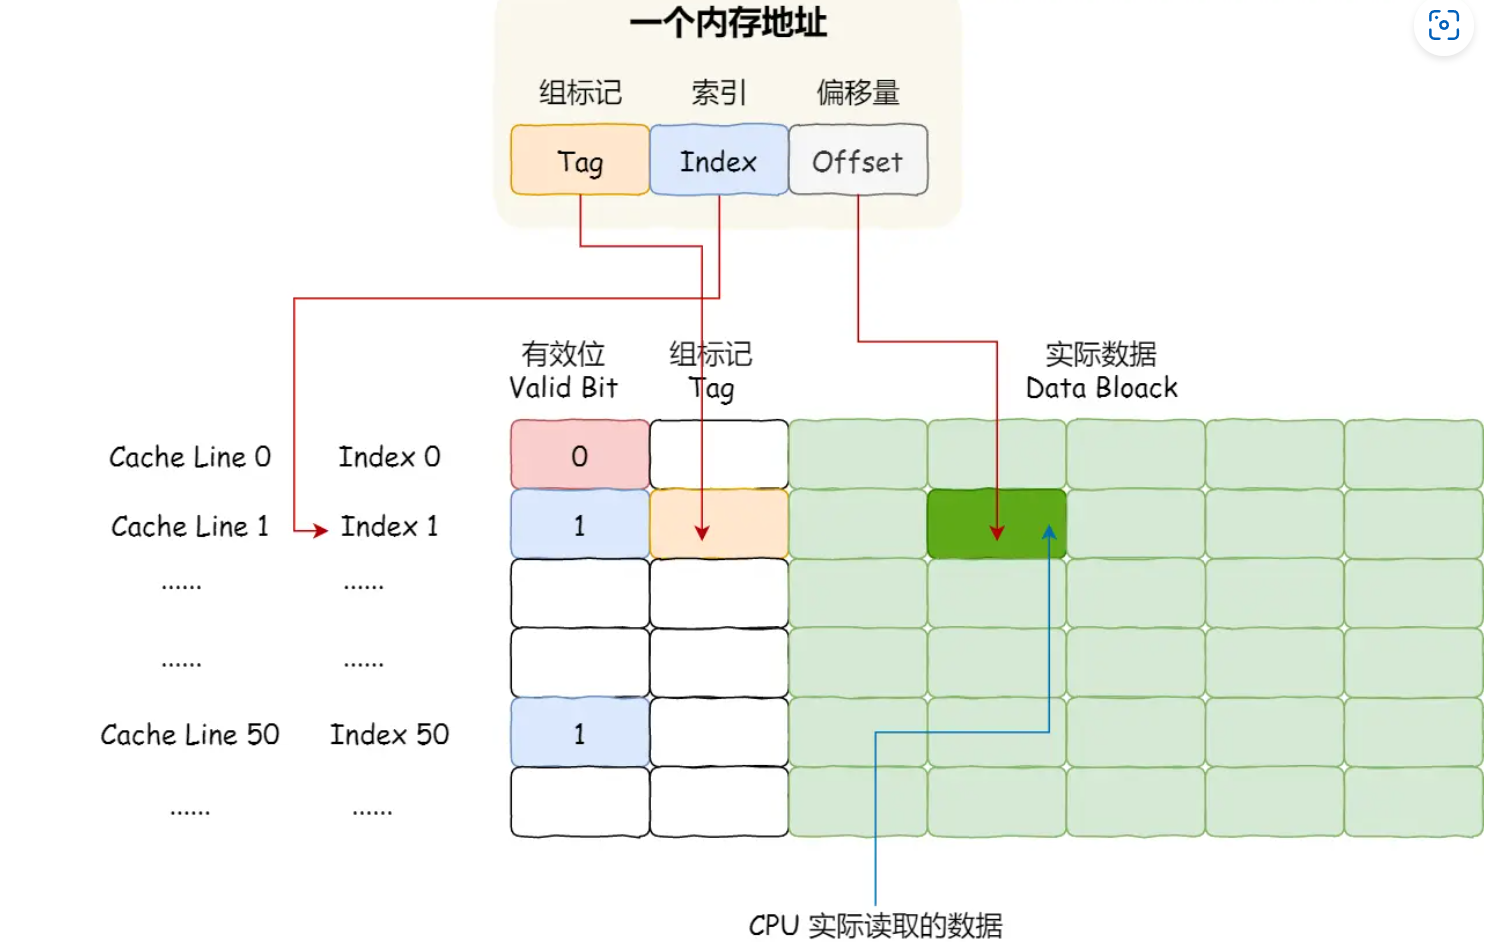 一个内存地址
组标记 索引 偏移量
Tag Index Offset
有效位 组标记 实际数据
Valid Bit Tag Data Bloack
Cache Line 0 Index 0 0
Cache Line 1 Index 1 1
...... ......
...... ......
Cache Line 50 Index 50 1
...... ......
CPU 实际读取的数据